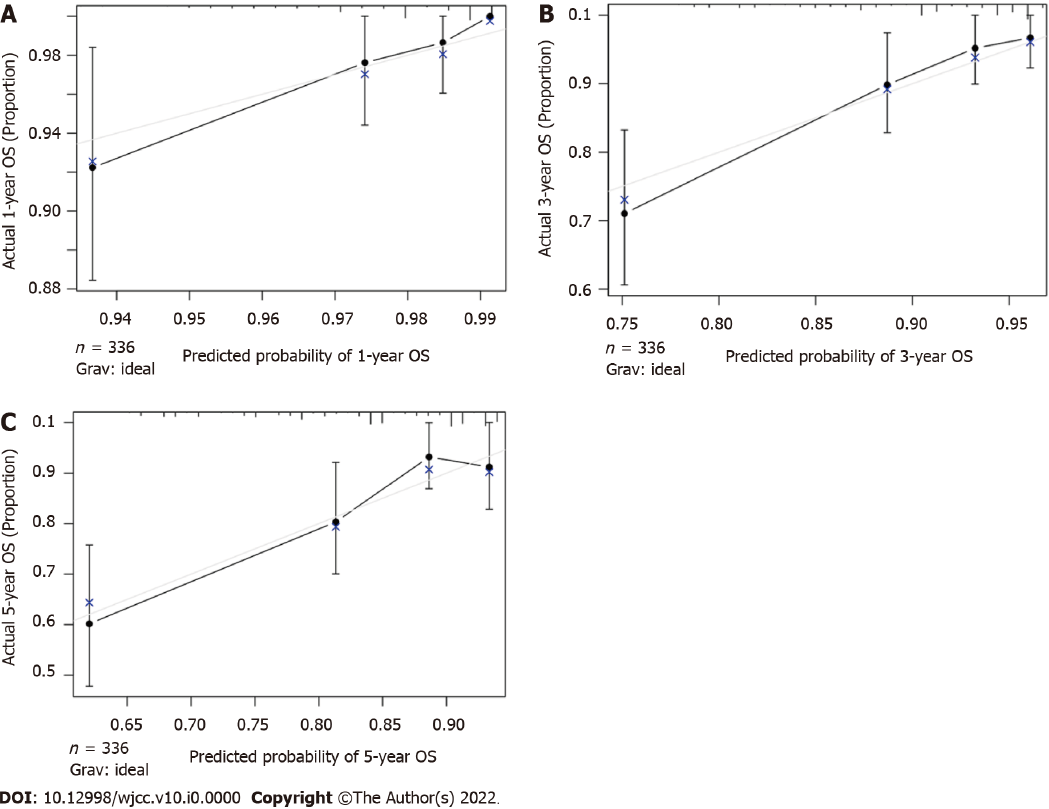 A
Actual 1-year OS (Proportion)
0.98
0.94
0.90
0.88
0.94 0.95 0.96 0.97 0.98 0.99
n = 336
Grav: ideal
Predicted probability of 1-year OS
B
Actual 3-year OS (Proportion)
0.1
0.9
0.8
0.7
0.6
0.75 0.80 0.85 0.90 0.95
n = 336
Grav: ideal
Predicted probability of 3-year OS
C
Actual 5-year OS (Proportion)
0.1
0.9
0.8
0.7
0.6
0.5
0.65 0.70 0.75 0.80 0.85 0.90
n = 336
Grav: ideal
Predicted probability of 5-year OS
DOI: 10.12998/wjcc.v10.i0.0000 Copyright ©The Author(s) 2022.